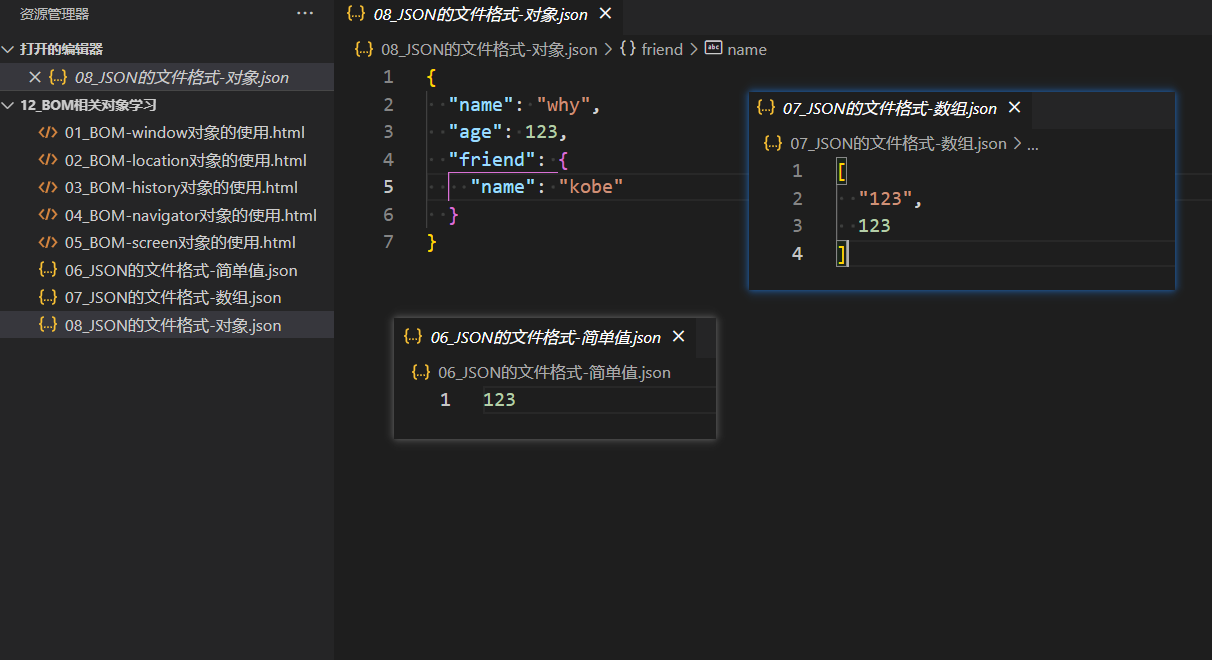 资源管理器 ···
打开的编辑器
08_JSON的文件格式-对象.json
12_BOM相关对象学习
01_BOM-window对象的使用.html
02_BOM-location对象的使用.html
03_BOM-history对象的使用.html
04_BOM-navigator对象的使用.html
05_BOM-screen对象的使用.html
06_JSON的文件格式-简单值.json
07_JSON的文件格式-数组.json
08_JSON的文件格式-对象.json
08_JSON的文件格式-对象.json
08_JSON的文件格式-对象.json > {} friend > abc name
1 {
2 "name": "why",
3 "age": 123,
4 "friend": {
5 "name": "kobe"
6 }
7 }
07_JSON的文件格式-数组.json
07_JSON的文件格式-数组.json > ...
1 [
2 "123",
3 123
4 ]
06_JSON的文件格式-简单值.json
06_JSON的文件格式-简单值.json
1 123